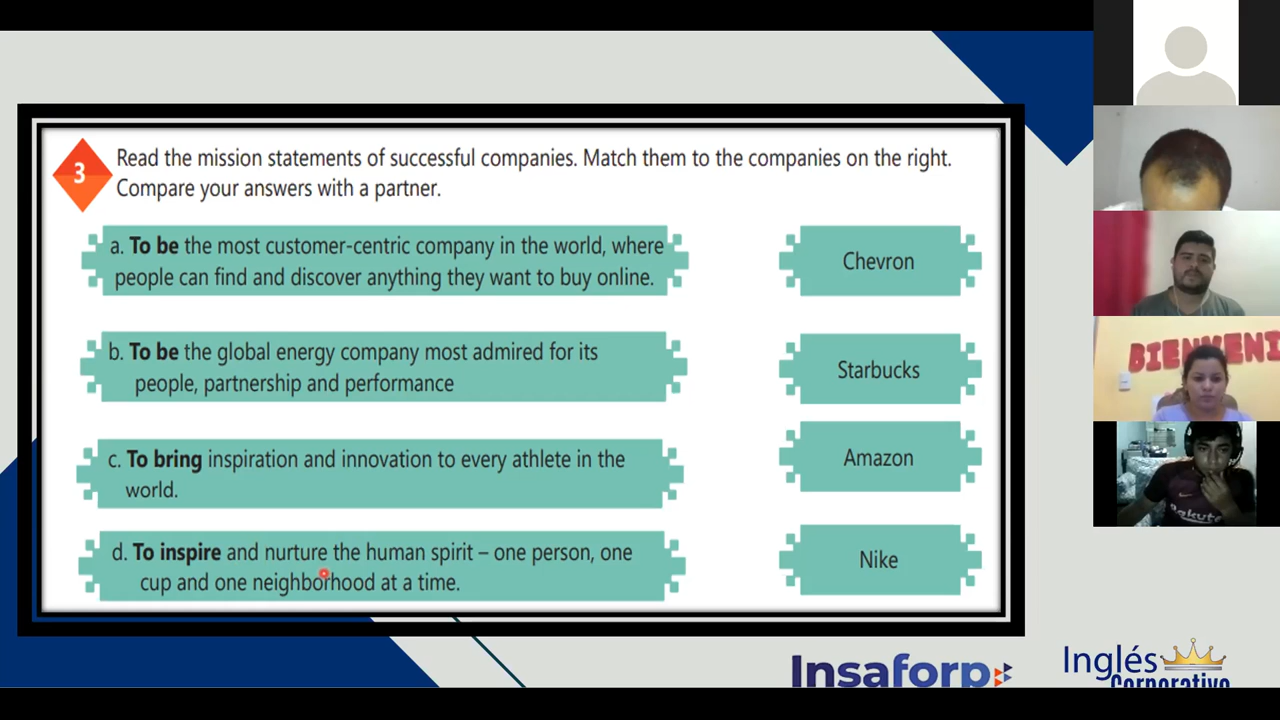 3
Read the mission statements of successful companies. Match them to the companies on the right.
Compare your answers with a partner.
a. To be the most customer-centric company in the world, where
people can find and discover anything they want to buy online.
Chevron
b. To be the global energy company most admired for its
people, partnership and performance
Starbucks
c. To bring inspiration and innovation to every athlete in the
world.
Amazon
d. To inspire and nurture the human spirit – one person, one
cup and one neighborhood at a time.
Nike
Insaforp
Inglés
Corporativo
BIENVENI